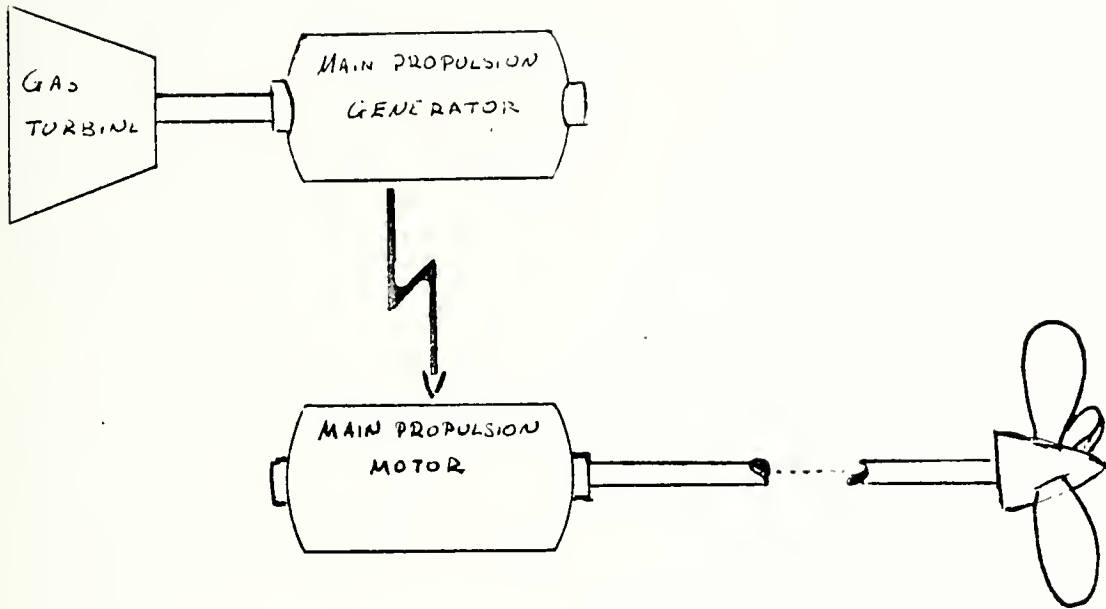 GAS
TURBINE
MAIN PROPULSION
GENERATOR
MAIN PROPULSION
MOTOR